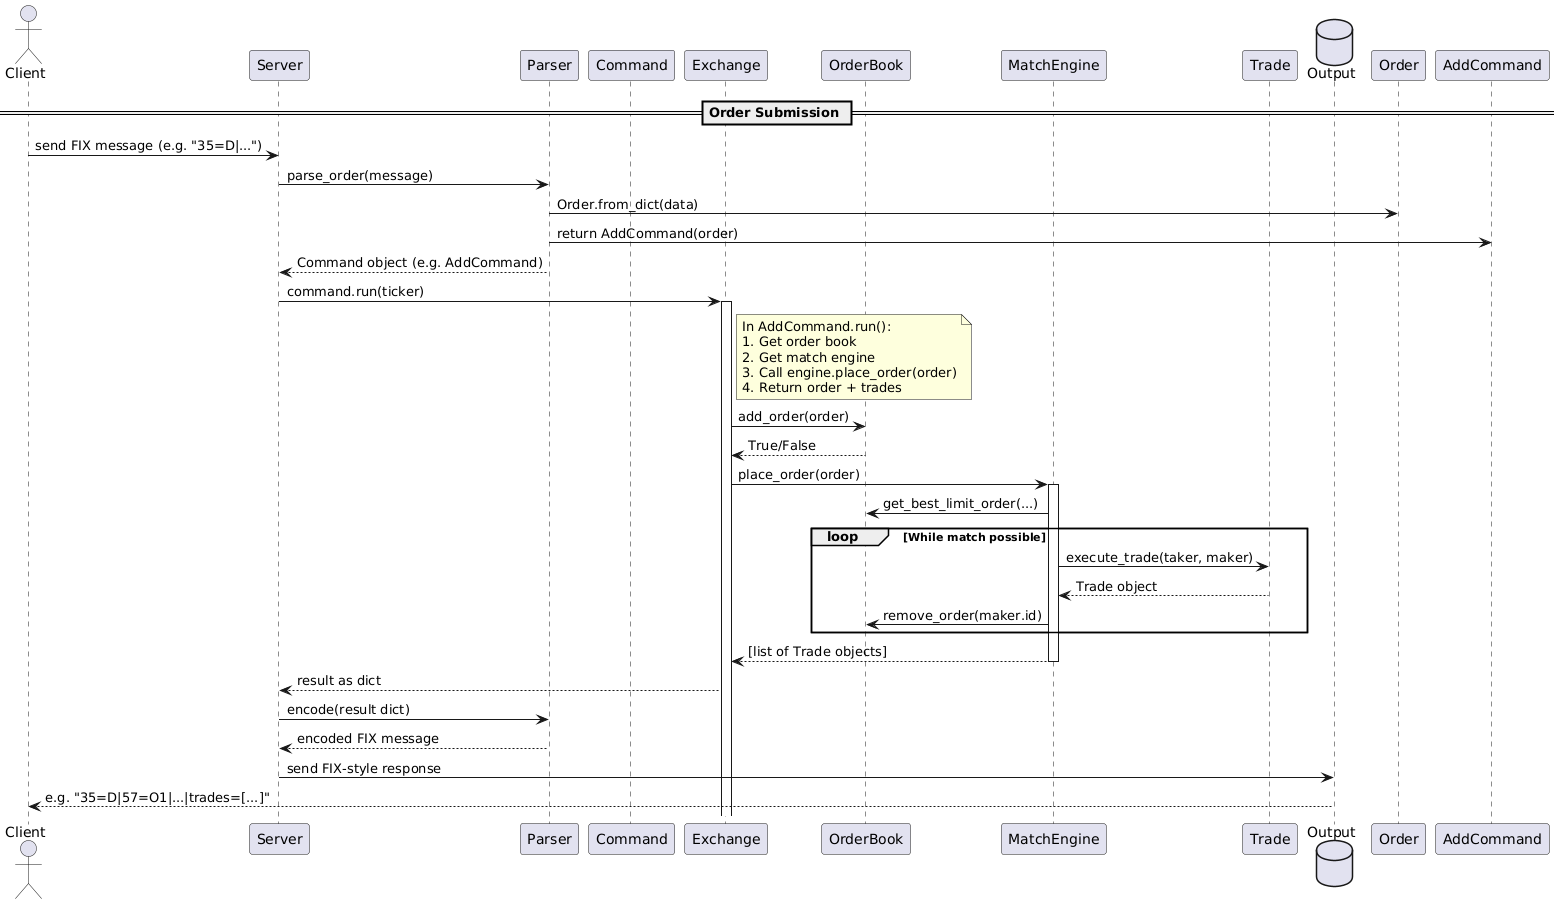 Client
Server
Parser
Command
Exchange
OrderBook
MatchEngine
Trade
Output
Order
AddCommand
Order Submission
send FIX message (e.g. "35=D|...")
parse_order(message)
Order.from_dict(data)
return AddCommand(order)
Command object (e.g. AddCommand)
command.run(ticker)
In AddCommand.run():
1. Get order book
2. Get match engine
3. Call engine.place_order(order)
4. Return order + trades
add_order(order)
True/False
place_order(order)
get_best_limit_order(...)
loop [While match possible]
execute_trade(taker, maker)
Trade object
remove_order(maker.id)
[list of Trade objects]
result as dict
encode(result dict)
encoded FIX message
send FIX-style response
e.g. "35=D|57=O1|...|trades=[...]"
Client
Server
Parser
Command
Exchange
OrderBook
MatchEngine
Trade
Output
Order
AddCommand